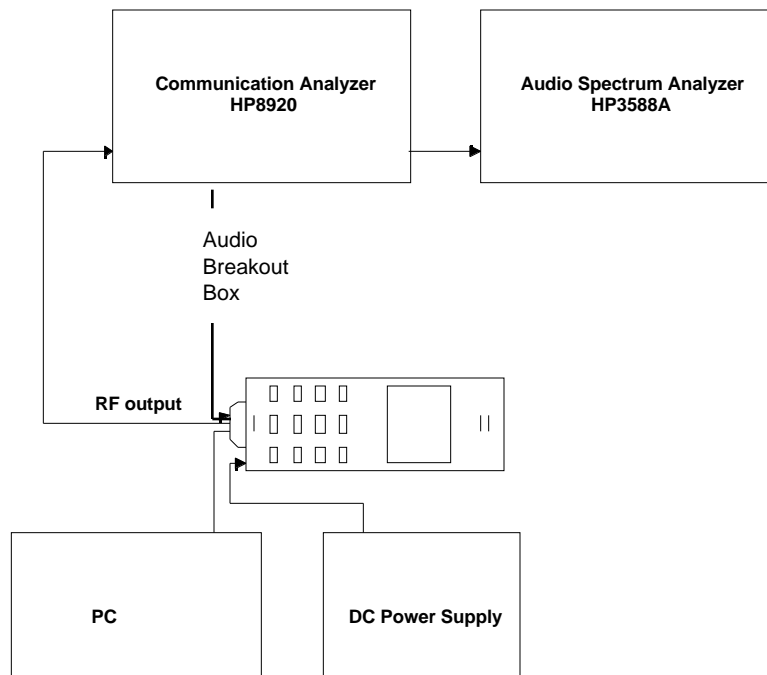 Communication Analyzer
HP8920
Audio Spectrum Analyzer
HP3588A
Audio
Breakout
Box
RF output
PC
DC Power Supply